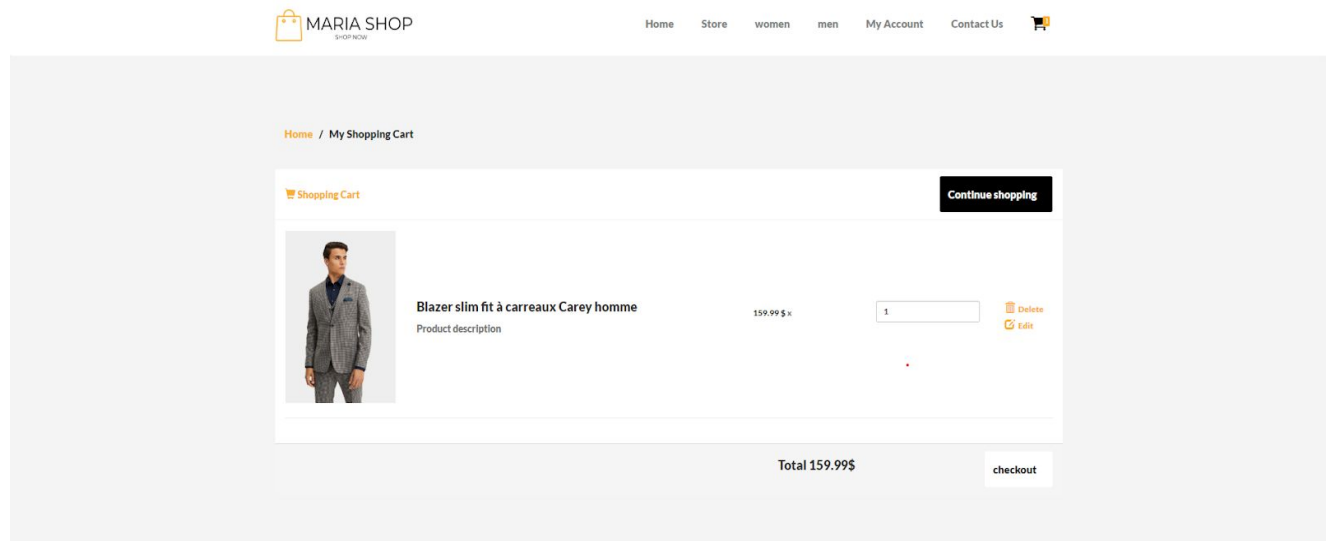 MARIA SHOP
SHOP NOW
Home Store women men My Account Contact Us
Home / My Shopping Cart
Shopping Cart
Continue shopping
Blazer slim fit à carreaux Carey homme
Product description
159.99 $ x
1
Delete
Edit
Total 159.99$
checkout